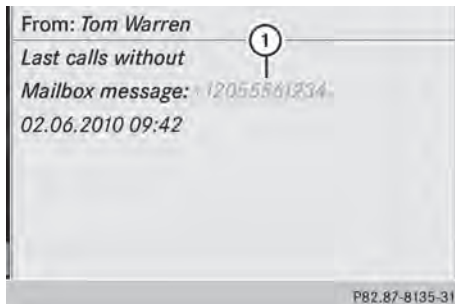 From: Tom Warren
1
Last calls without
Mailbox message: +12055561234
02.06.2010 09:42
P82.87-8135-31